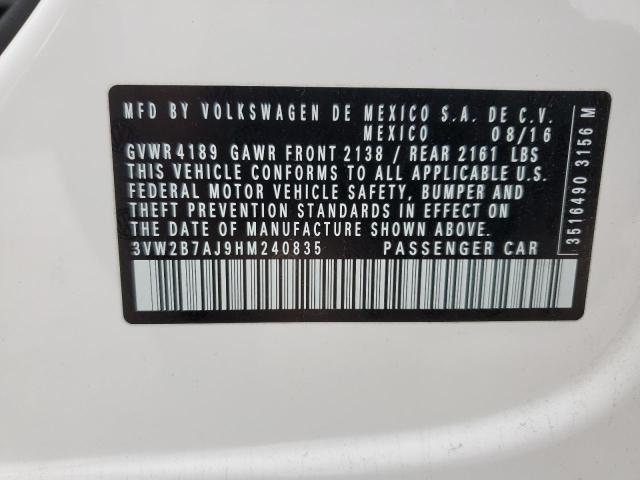 MFD BY VOLKSWAGEN DE MEXICO S.A. DE C.V.
MEXICO 08/16
GVWR 4189 GAWR FRONT 2138 / REAR 2161 LBS
THIS VEHICLE CONFORMS TO ALL APPLICABLE U.S.
FEDERAL MOTOR VEHICLE SAFETY, BUMPER AND
THEFT PREVENTION STANDARDS IN EFFECT ON
THE DATE OF MANUFACTURE SHOWN ABOVE.
3VW2B7AJ9HM240835 PASSENGER CAR
3516490 3156 M